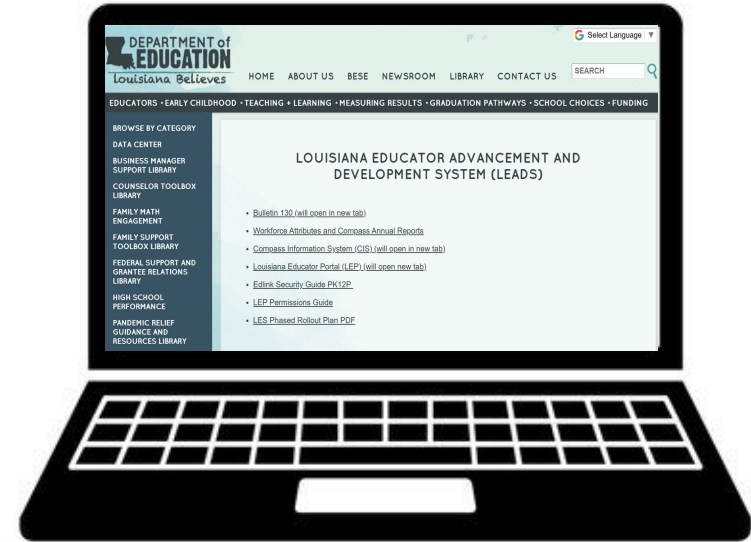 Select Language ▼
DEPARTMENT of
EDUCATION
Louisiana Believes
HOME ABOUT US BESE NEWSROOM LIBRARY CONTACT US
SEARCH
EDUCATORS • EARLY CHILDHOOD • TEACHING + LEARNING • MEASURING RESULTS • GRADUATION PATHWAYS • SCHOOL CHOICES • FUNDING
BROWSE BY CATEGORY
DATA CENTER
BUSINESS MANAGER
SUPPORT LIBRARY
COUNSELOR TOOLBOX
LIBRARY
FAMILY MATH
ENGAGEMENT
FAMILY SUPPORT
TOOLBOX LIBRARY
FEDERAL SUPPORT AND
GRANTEE RELATIONS
LIBRARY
HIGH SCHOOL
PERFORMANCE
PANDEMIC RELIEF
GUIDANCE AND
RESOURCES LIBRARY
LOUISIANA EDUCATOR ADVANCEMENT AND
DEVELOPMENT SYSTEM (LEADS)
• Bulletin 130 (will open in new tab)
• Workforce Attributes and Compass Annual Reports
• Compass Information System (CIS) (will open in new tab)
• Louisiana Educator Portal (LEP) (will open new tab)
• Edlink Security Guide PK12P
• LEP Permissions Guide
• LES Phased Rollout Plan PDF